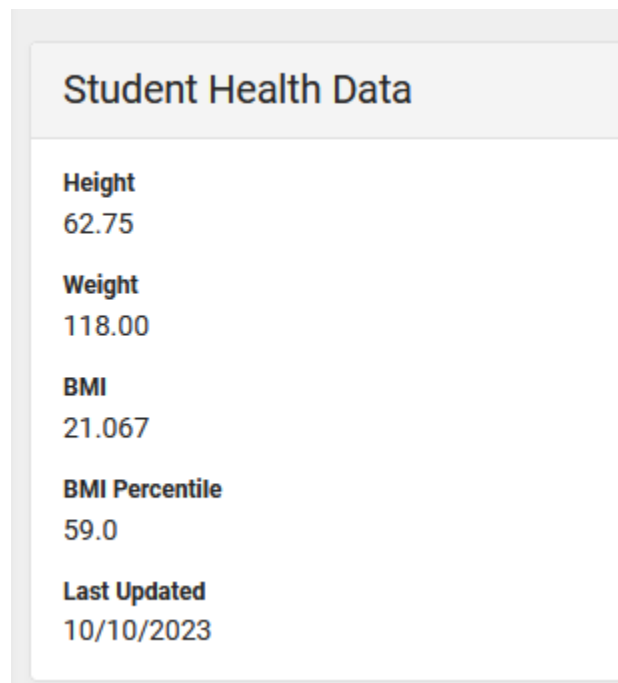 Student Health Data
Height
62.75
Weight
118.00
BMI
21.067
BMI Percentile
59.0
Last Updated
10/10/2023